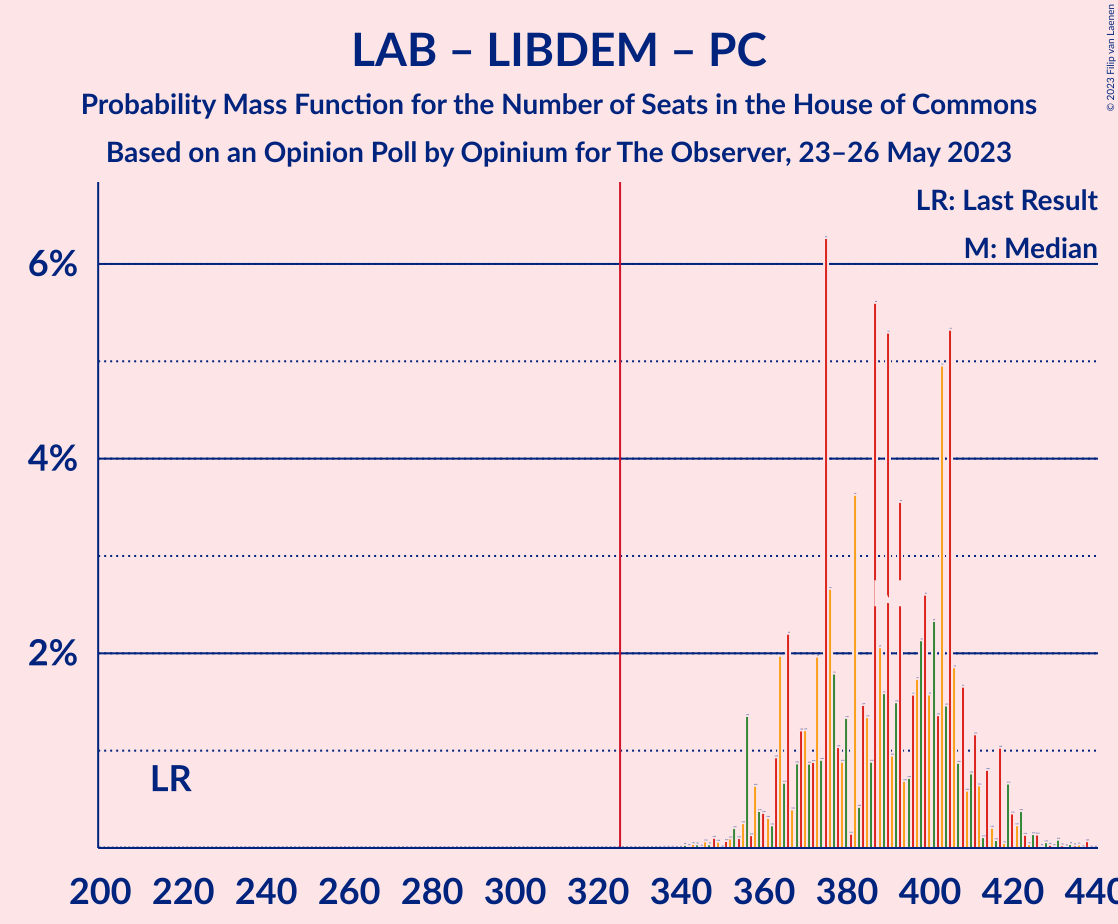 LAB – LIBDEM – PC
Probability Mass Function for the Number of Seats in the House of Commons
Based on an Opinion Poll by Opinium for The Observer, 23–26 May 2023
© 2023 Filip van Laenen
LR: Last Result
M: Median
6%
4%
2%
LR
200 220 240 260 280 300 320 340 360 380 400 420 440